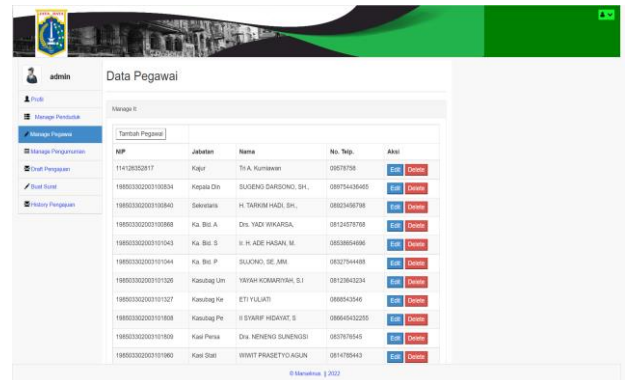 JAYA RAYA
admin
Data Pegawai
Profil
Manage Penduduk
Manage Pegawai
Manage Pengumuman
Draft Pengajuan
Buat Surat
History Pengajuan
Manage It
Tambah Pegawai
NIP Jabatan Nama No. Telp. Aksi
114128352817 Kajur Tri A. Kurniawan 09578758 Edit Delete
198503302003100834 Kepala Din SUGENG DARSONO, SH., 089754436465 Edit Delete
198503302003100840 Sekretaris H. TARKIM HADI, SH., 08923456798 Edit Delete
198503302003100868 Ka. Bid. A Drs. YADI WIKARSA, 08124578768 Edit Delete
198503302003101043 Ka. Bid. S Ir. H. ADE HASAN, M. 08538654696 Edit Delete
198503302003101044 Ka. Bid. P SUJONO, SE.,MM. 08327544488 Edit Delete
198503302003101326 Kasubag Um YAYAH KOMARIYAH, S.I 08123643234 Edit Delete
198503302003101327 Kasubag Ke ETI YULIATI 0888543546 Edit Delete
198503302003101808 Kasubag Pe II SYARIF HIDAYAT, S 086645432255 Edit Delete
198503302003101809 Kasi Persa Dra. NENENG SUNENGSI 0837676545 Edit Delete
198503302003101960 Kasi Stati WIWIT PRASETYO AGUN 0814785443 Edit Delete
2022